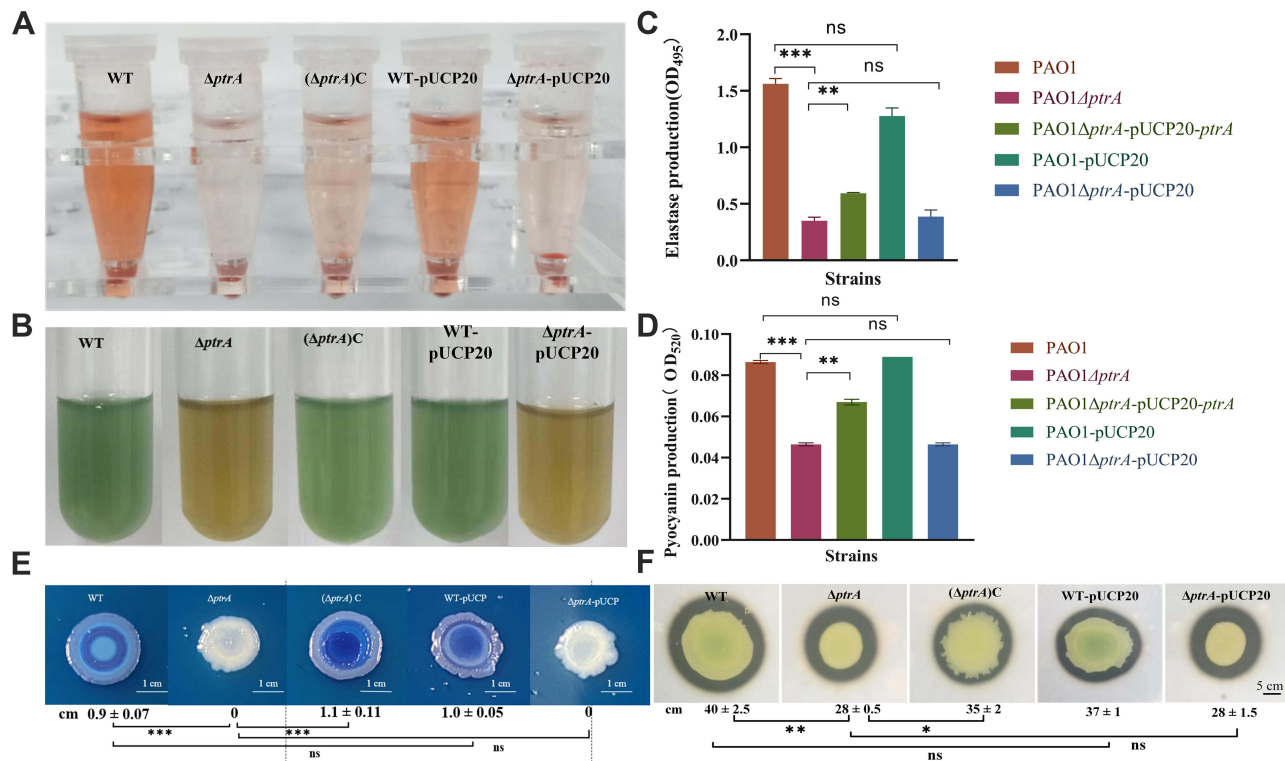 A
WT
ΔptrA
(ΔptrA)C
WT-pUCP20
ΔptrA-pUCP20
B
WT
ΔptrA
(ΔptrA)C
WT-
pUCP20
ΔptrA-
pUCP20
C
Elastase production(OD495)
2.0
1.5
1.0
0.5
0.0
ns
***
ns
**
Strains
PAO1
PAO1ΔptrA
PAO1ΔptrA-pUCP20-ptrA
PAO1-pUCP20
PAO1ΔptrA-pUCP20
D
Pyocyanin production( OD520)
0.10
0.08
0.06
0.04
0.02
0.00
ns
ns
***
**
Strains
PAO1
PAO1ΔptrA
PAO1ΔptrA-pUCP20-ptrA
PAO1-pUCP20
PAO1ΔptrA-pUCP20
E
WT
ΔptrA
(ΔptrA) C
WT-pUCP
ΔptrA-pUCP
1 cm
1 cm
1 cm
1 cm
1 cm
cm 0.9 ± 0.07 0 1.1 ± 0.11 1.0 ± 0.05 0
*** ***
ns
ns
F
WT
ΔptrA
(ΔptrA)C
WT-pUCP20
ΔptrA-pUCP20
5 cm
cm 40 ± 2.5 28 ± 0.5 35 ± 2 37 ± 1 28 ± 1.5
** *
ns
ns